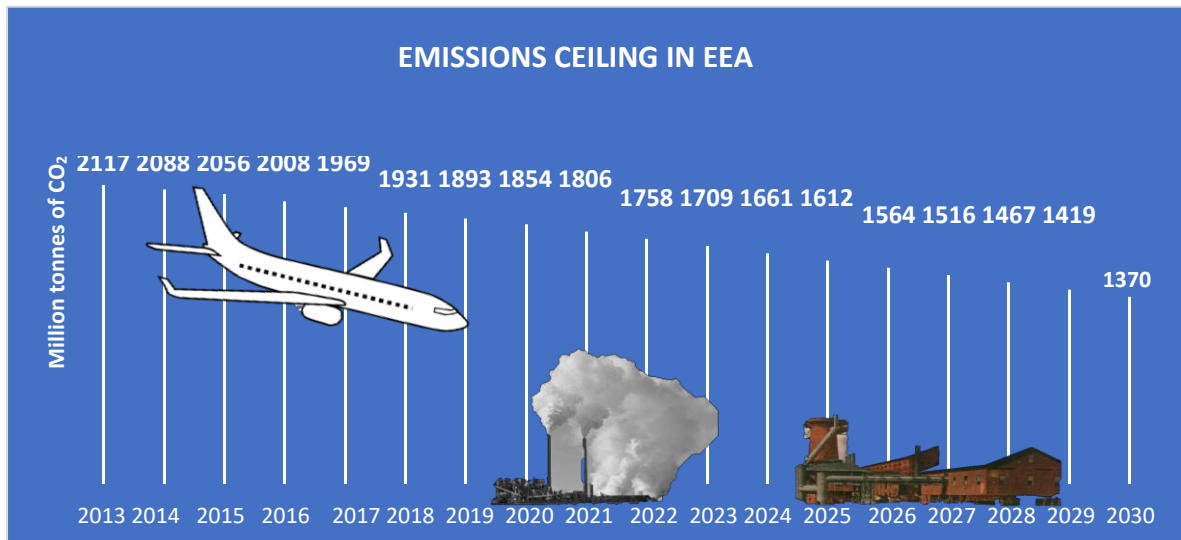 EMISSIONS CEILING IN EEA
Million tonnes of CO₂
2117 2088 2056 2008 1969
1931 1893 1854 1806
1758 1709 1661 1612
1564 1516 1467 1419
1370
2013 2014 2015 2016 2017 2018 2019 2020 2021 2022 2023 2024 2025 2026 2027 2028 2029 2030